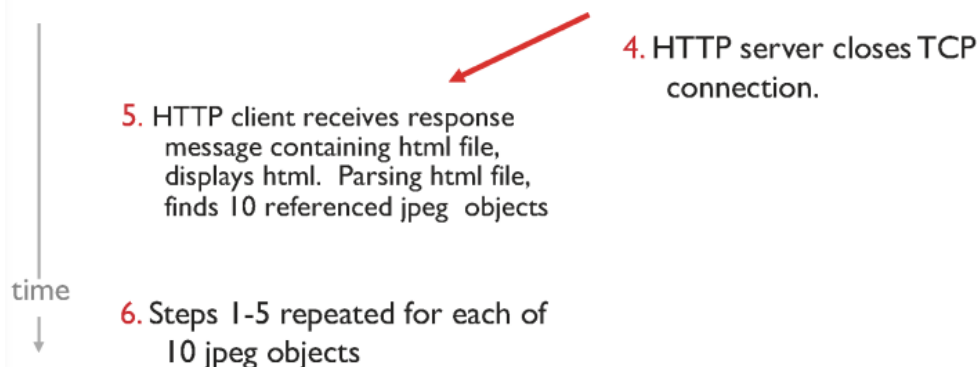 4. HTTP server closes TCP
connection.
5. HTTP client receives response
message containing html file,
displays html. Parsing html file,
finds 10 referenced jpeg objects
time
6. Steps 1-5 repeated for each of
10 jpeg objects